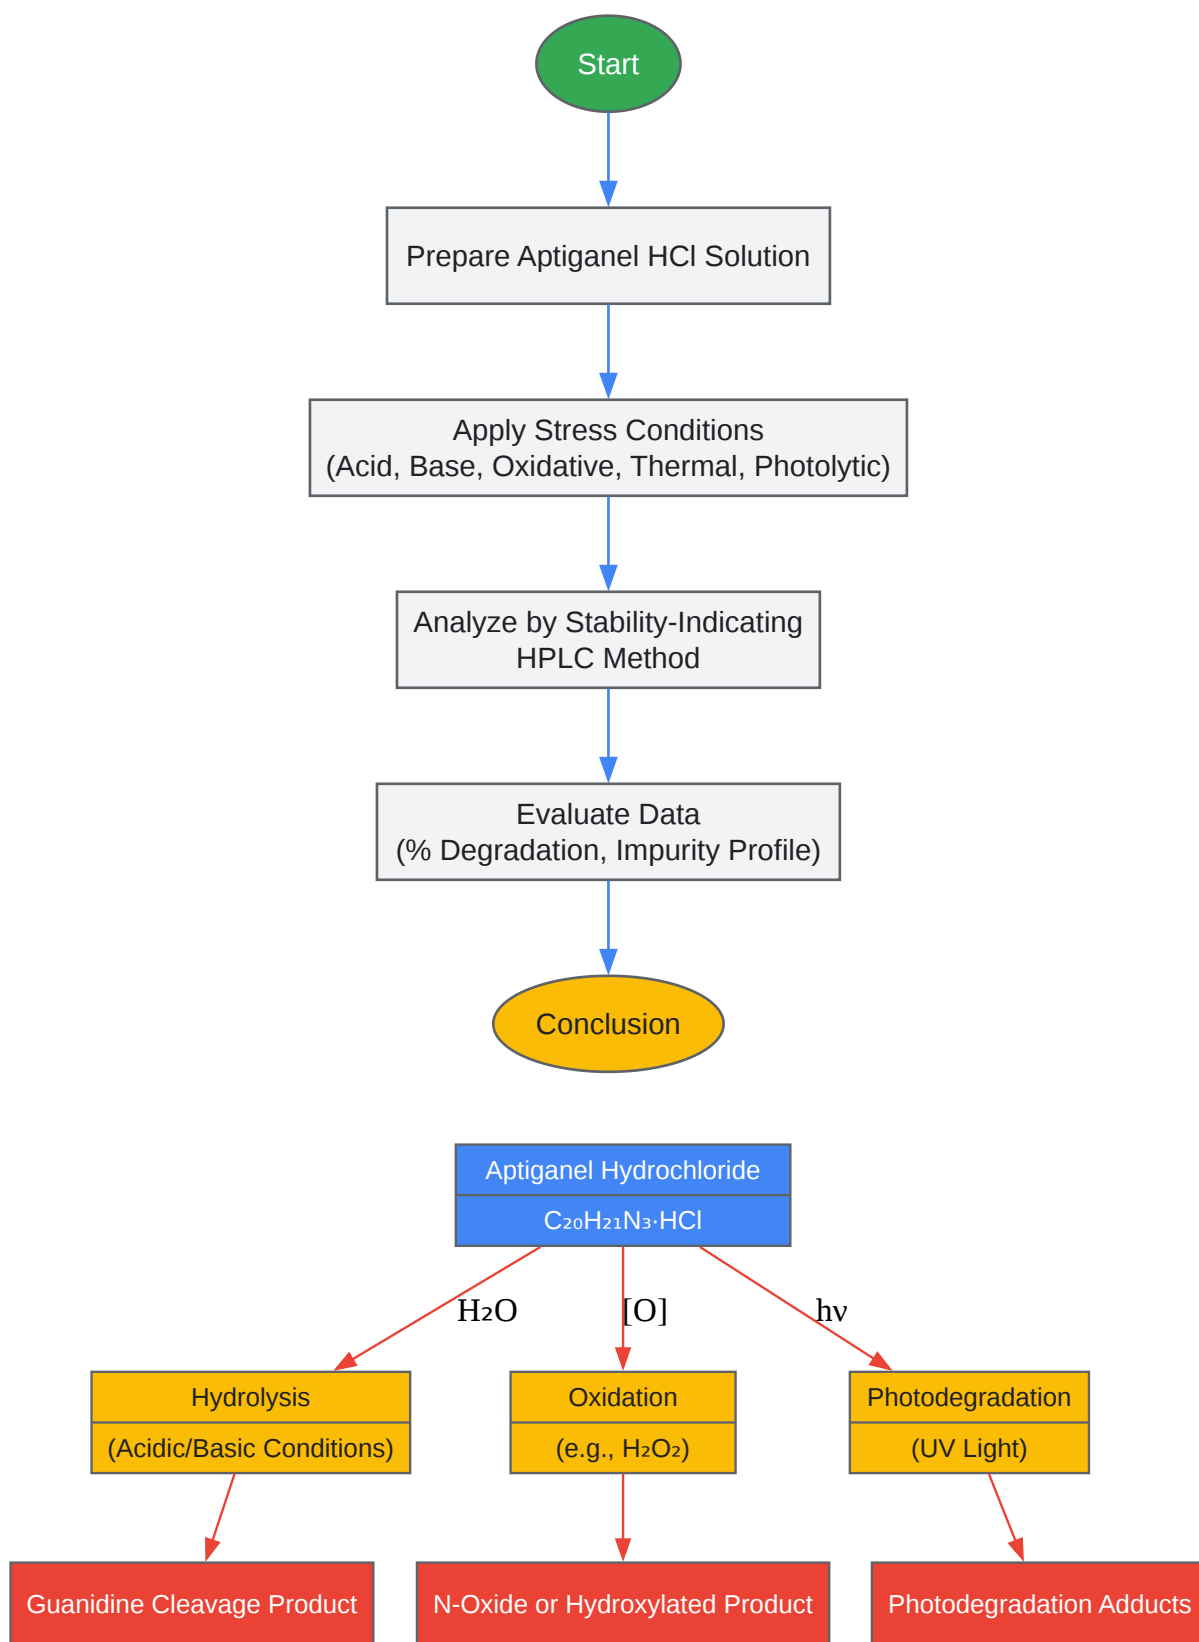 Start
Prepare Aptiganel HCl Solution
Apply Stress Conditions
(Acid, Base, Oxidative, Thermal, Photolytic)
Analyze by Stability-Indicating
HPLC Method
Evaluate Data
(% Degradation, Impurity Profile)
Conclusion
Aptiganel Hydrochloride
C₂₀H₂₁N₃·HCl
H₂O
[O]
hν
Hydrolysis
(Acidic/Basic Conditions)
Oxidation
(e.g., H₂O₂)
Photodegradation
(UV Light)
Guanidine Cleavage Product
N-Oxide or Hydroxylated Product
Photodegradation Adducts